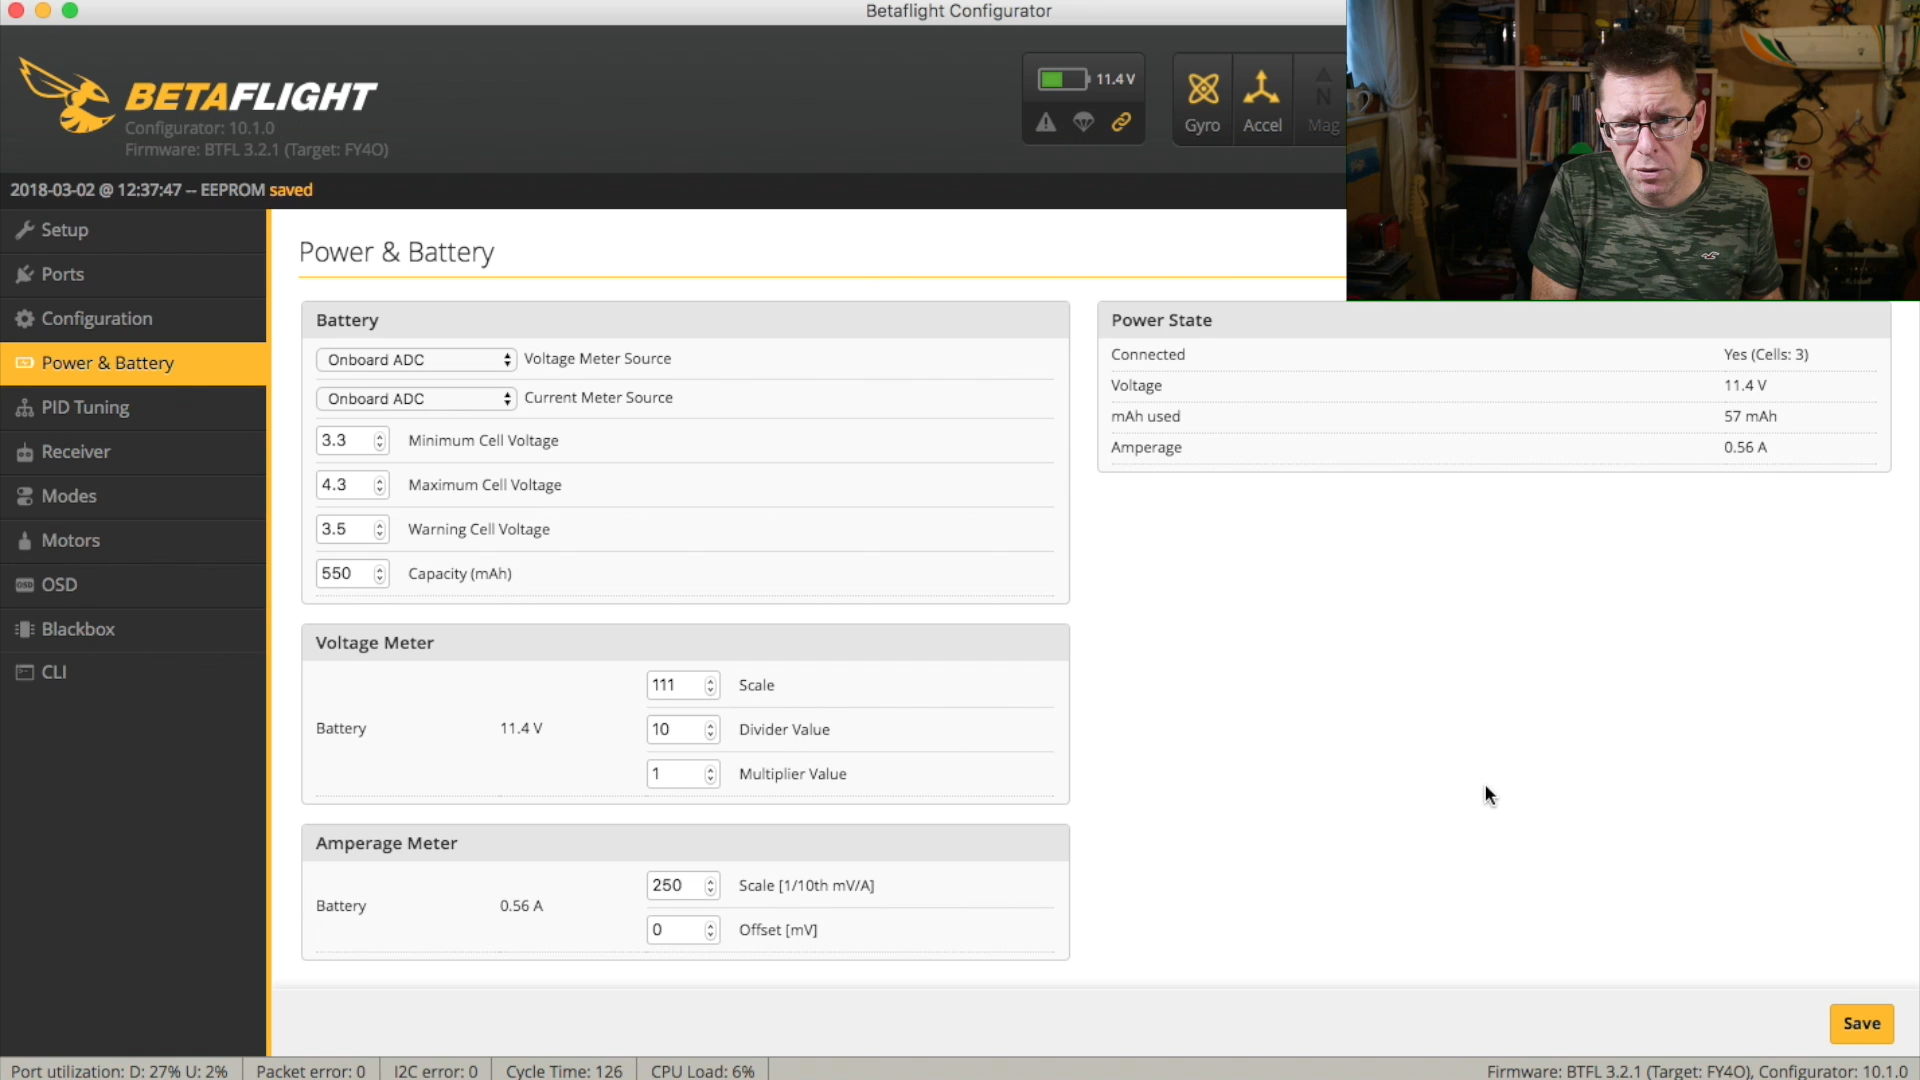 Betaflight Configurator
BETAFLIGHT
Configurator: 10.1.0
Firmware: BTFL 3.2.1 (Target: FY4O)
11.4 V
Gyro
Accel
N
Mag
2018-03-02 @ 12:37:47 -- EEPROM saved
Setup
Ports
Configuration
Power & Battery
PID Tuning
Receiver
Modes
Motors
OSD
Blackbox
CLI
Power & Battery
Battery
Onboard ADC Voltage Meter Source
Onboard ADC Current Meter Source
3.3 Minimum Cell Voltage
4.3 Maximum Cell Voltage
3.5 Warning Cell Voltage
550 Capacity (mAh)
Voltage Meter
Battery 11.4 V
111 Scale
10 Divider Value
1 Multiplier Value
Amperage Meter
Battery 0.56 A
250 Scale [1/10th mV/A]
0 Offset [mV]
Power State
Connected Yes (Cells: 3)
Voltage 11.4 V
mAh used 57 mAh
Amperage 0.56 A
Save
Port utilization: D: 27% U: 2% Packet error: 0 I2C error: 0 Cycle Time: 126 CPU Load: 6% Firmware: BTFL 3.2.1 (Target: FY4O), Configurator: 10.1.0